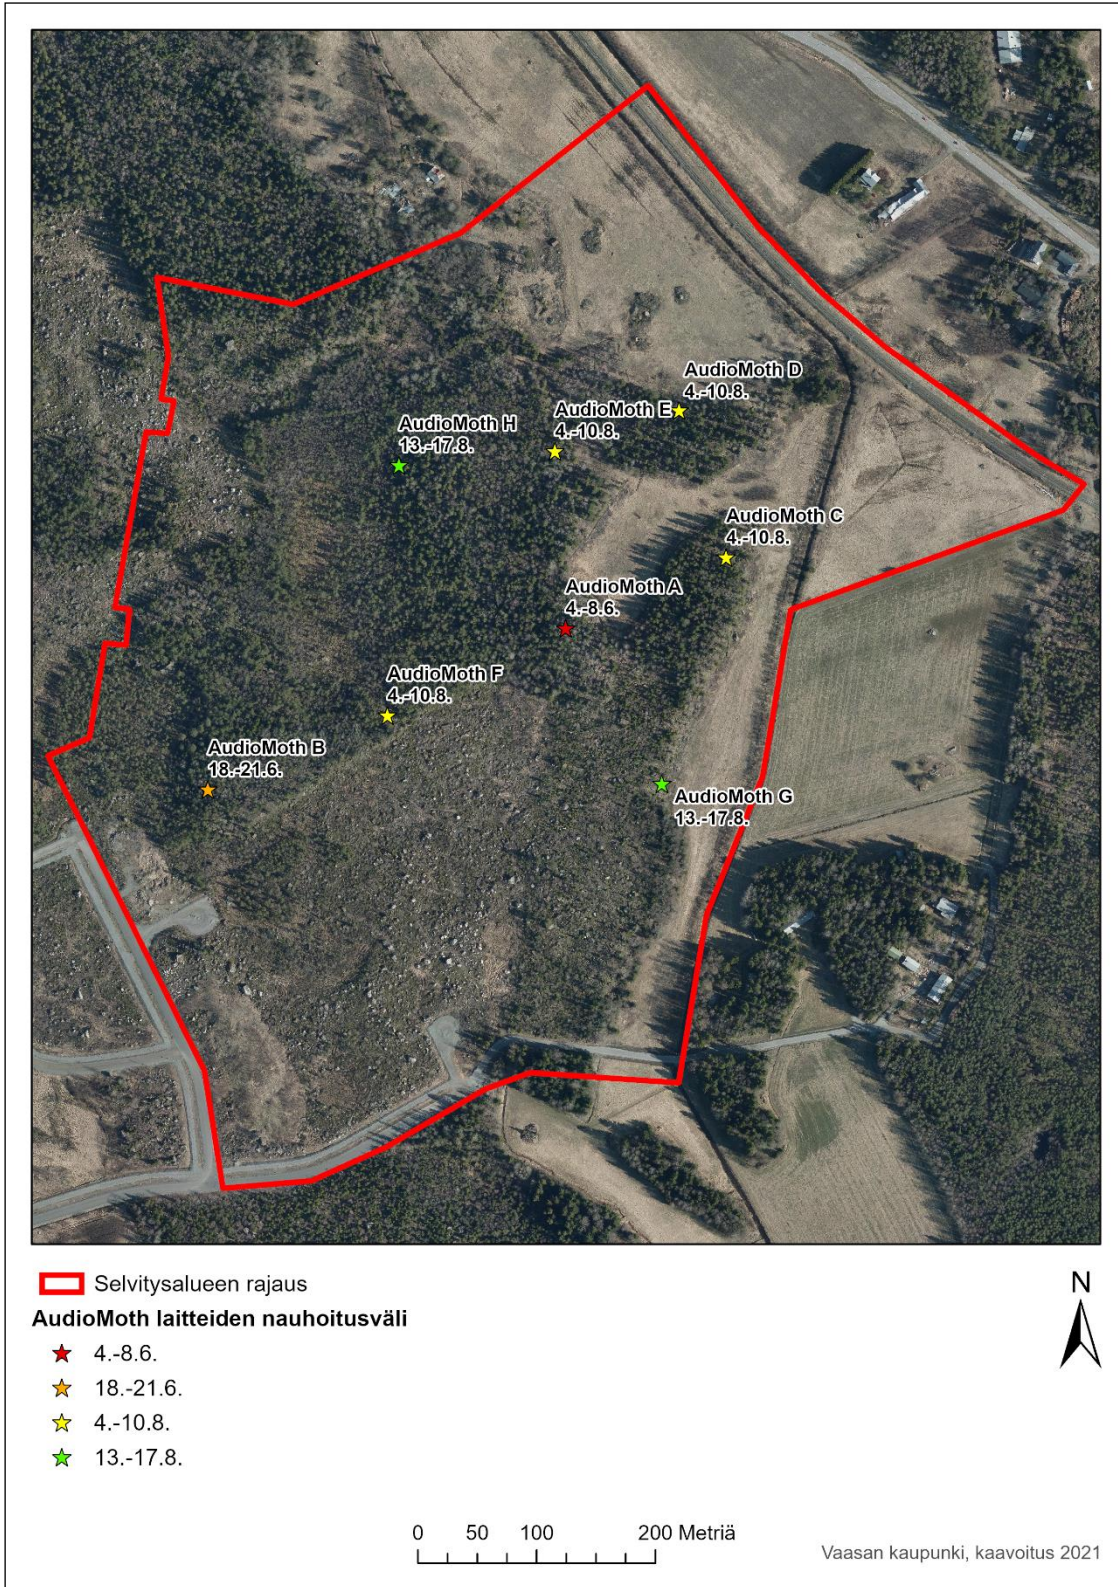 AudioMoth D
4.-10.8.
AudioMoth E
4.-10.8.
AudioMoth H
13.-17.8.
AudioMoth C
4.-10.8.
AudioMoth A
4.-8.6.
AudioMoth F
4.-10.8.
AudioMoth B
18.-21.6.
AudioMoth G
13.-17.8.
Selvitysalueen rajaus
AudioMoth laitteiden nauhoitusväli
4.-8.6.
18.-21.6.
4.-10.8.
13.-17.8.
N
0 50 100 200 Metriä
Vaasan kaupunki, kaavoitus 2021